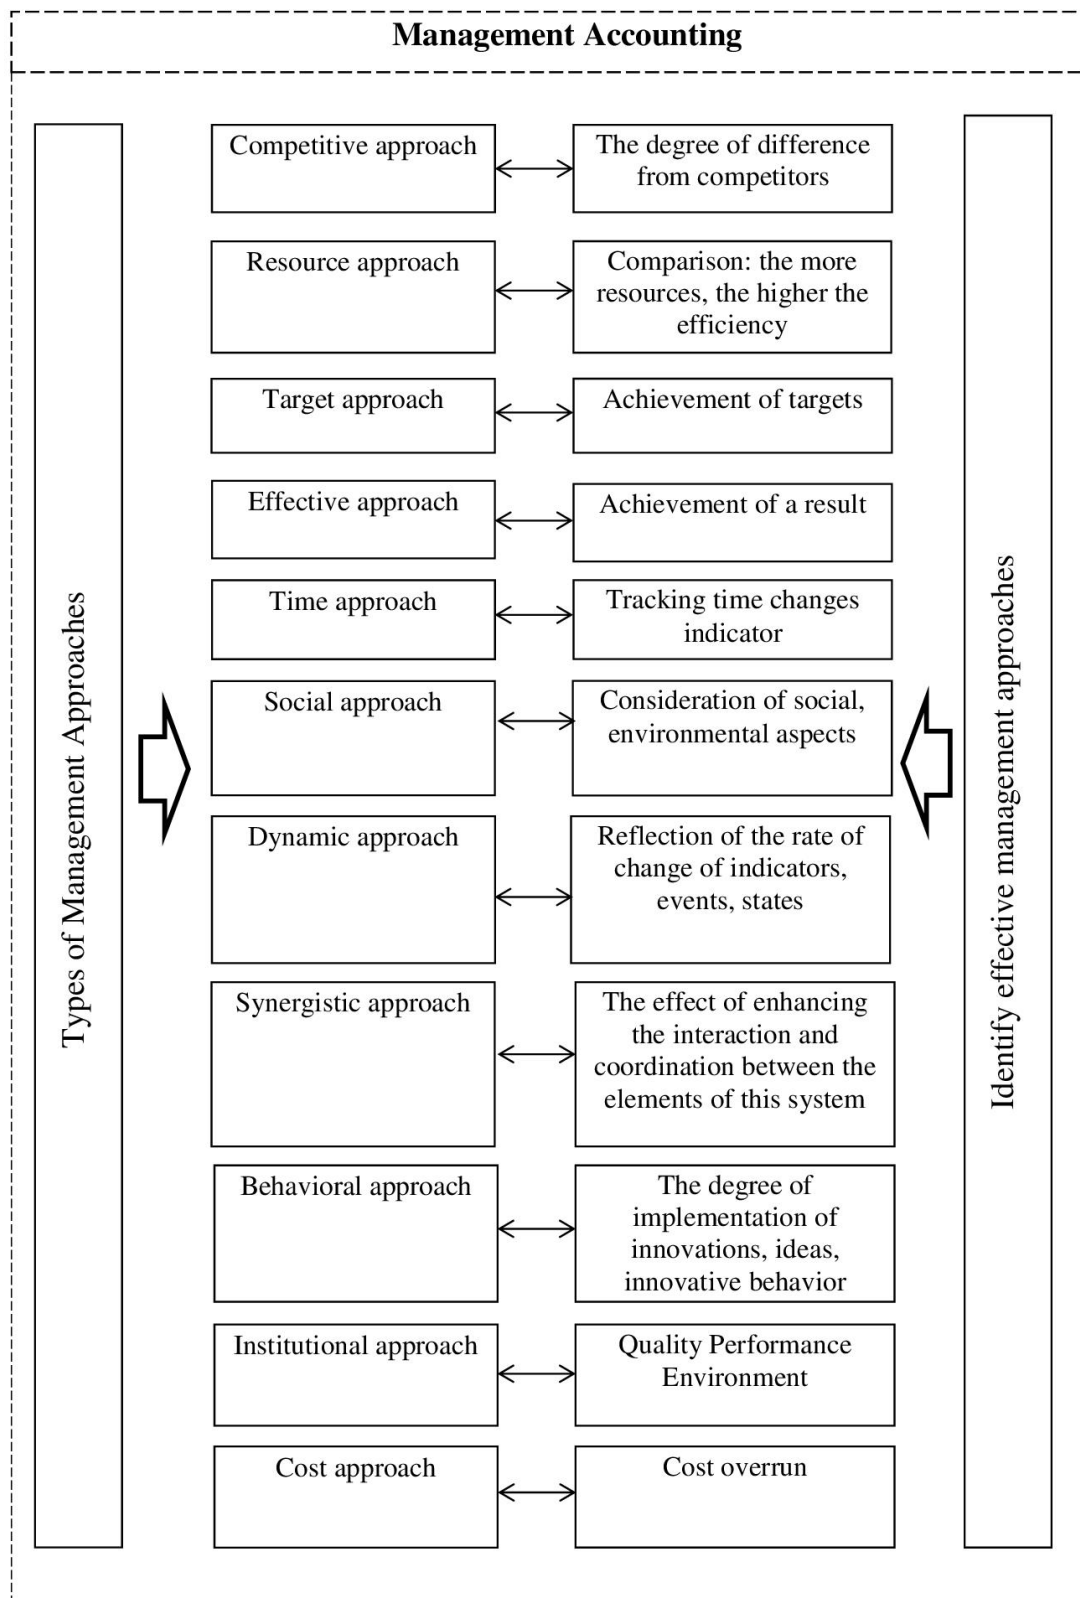 Management Accounting
Types of Management Approaches
Competitive approach
The degree of difference
from competitors
Resource approach
Comparison: the more
resources, the higher the
efficiency
Target approach
Achievement of targets
Effective approach
Achievement of a result
Time approach
Tracking time changes
indicator
Social approach
Consideration of social,
environmental aspects
Dynamic approach
Reflection of the rate of
change of indicators,
events, states
Synergistic approach
The effect of enhancing
the interaction and
coordination between the
elements of this system
Behavioral approach
The degree of
implementation of
innovations, ideas,
innovative behavior
Institutional approach
Quality Performance
Environment
Cost approach
Cost overrun
Identify effective management approaches